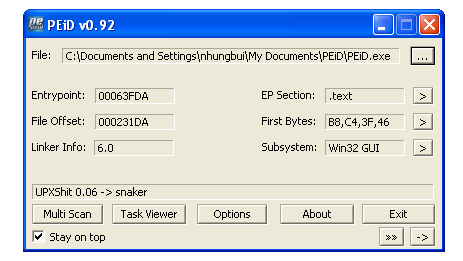 PEiD v0.92
File: C:\Documents and Settings\nhungbui\My Documents\PEiD\PEiD.exe ...
Entrypoint: 00063FDA EP Section: .text >
File Offset: 000231DA First Bytes: B8,C4,3F,46 >
Linker Info: 6.0 Subsystem: Win32 GUI >
UPXShit 0.06 -> snaker
Multi Scan Task Viewer Options About Exit
Stay on top »» ->